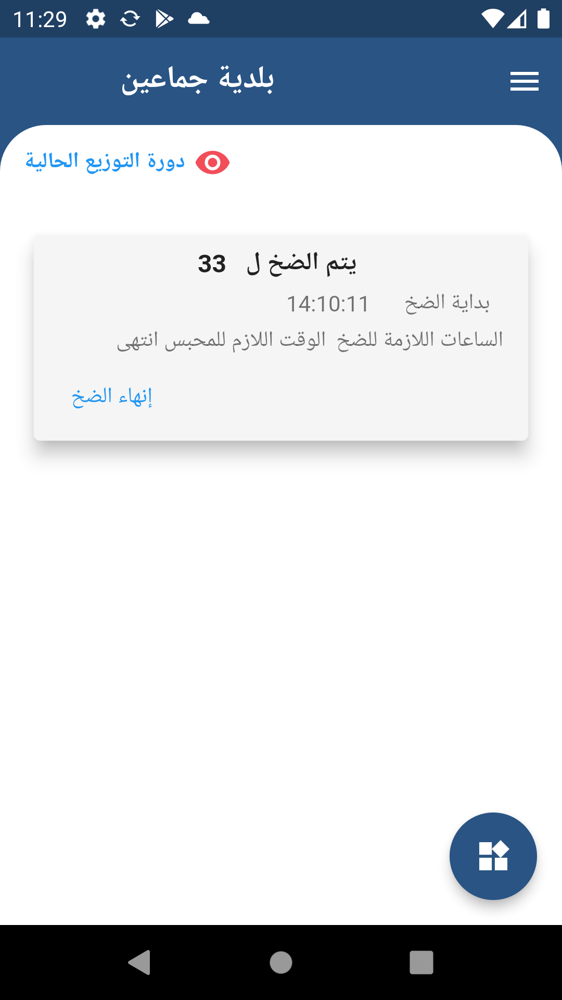 11:29
بلدية جماعين
دورة التوزيع الحالية
يتم الضخ ل 33
بداية الضخ 14:10:11
الساعات اللازمة للضخ الوقت اللازم للمحبس انتهى
إنهاء الضخ